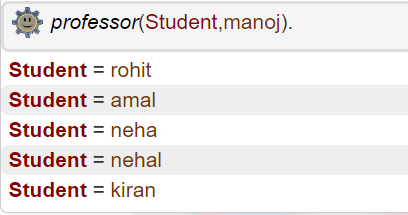 professor(Student,manoj).
Student = rohit
Student = amal
Student = neha
Student = nehal
Student = kiran